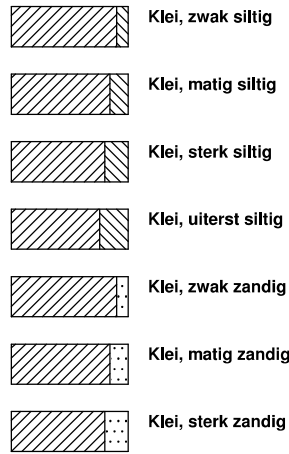 Klei, zwak siltig
Klei, matig siltig
Klei, sterk siltig
Klei, uiterst siltig
Klei, zwak zandig
Klei, matig zandig
Klei, sterk zandig